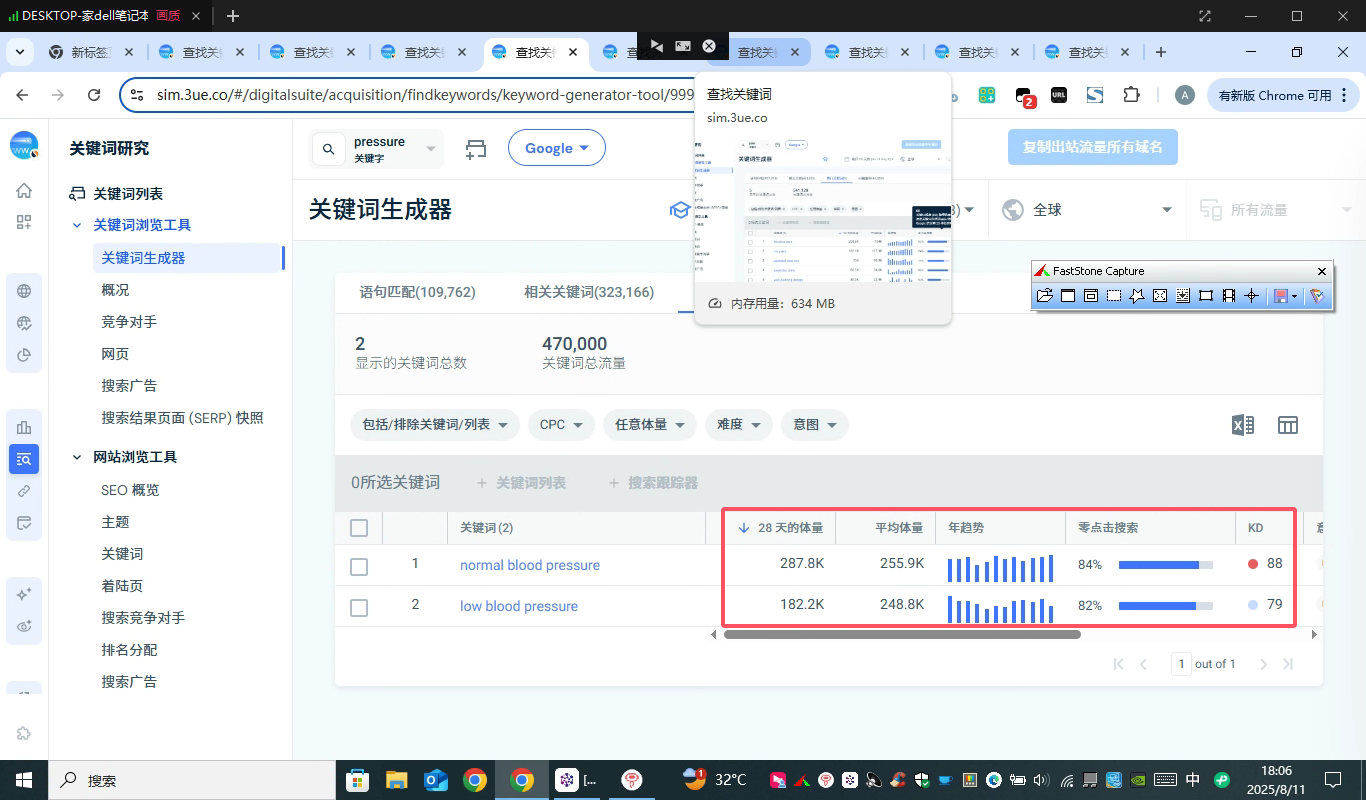 DESKTOP-家dell笔记本 画质
新标签
查找关
查找关
查找关
查找关
查
查找关
查找关
查找关
查找关
sim.3ue.co/#/digitalsuite/acquisition/findkeywords/keyword-generator-tool/999
2
URL
A
有新版 Chrome 可用
查找关键词
sim.3ue.co
内存用量：634 MB
关键词研究
关键词列表
关键词浏览工具
关键词生成器
概况
竞争对手
网页
搜索广告
搜索结果页面 (SERP) 快照
网站浏览工具
SEO 概览
主题
关键词
着陆页
搜索竞争对手
排名分配
搜索广告
pressure
关键字
Google
复制出站流量所有域名
关键词生成器
全球
所有流量
FastStone Capture
语句匹配(109,762)
相关关键词(323,166)
2
显示的关键词总数
470,000
关键词总流量
包括/排除关键词/列表
CPC
任意体量
难度
意图
0所选关键词
+ 关键词列表
+ 搜索跟踪器
关键词 (2)
28 天的体量
平均体量
年趋势
零点击搜索
KD
1 normal blood pressure 287.8K 255.9K 84% 88
2 low blood pressure 182.2K 248.8K 82% 79
1 out of 1
搜索
[...
1
32°C
中
18:06
2025/8/11